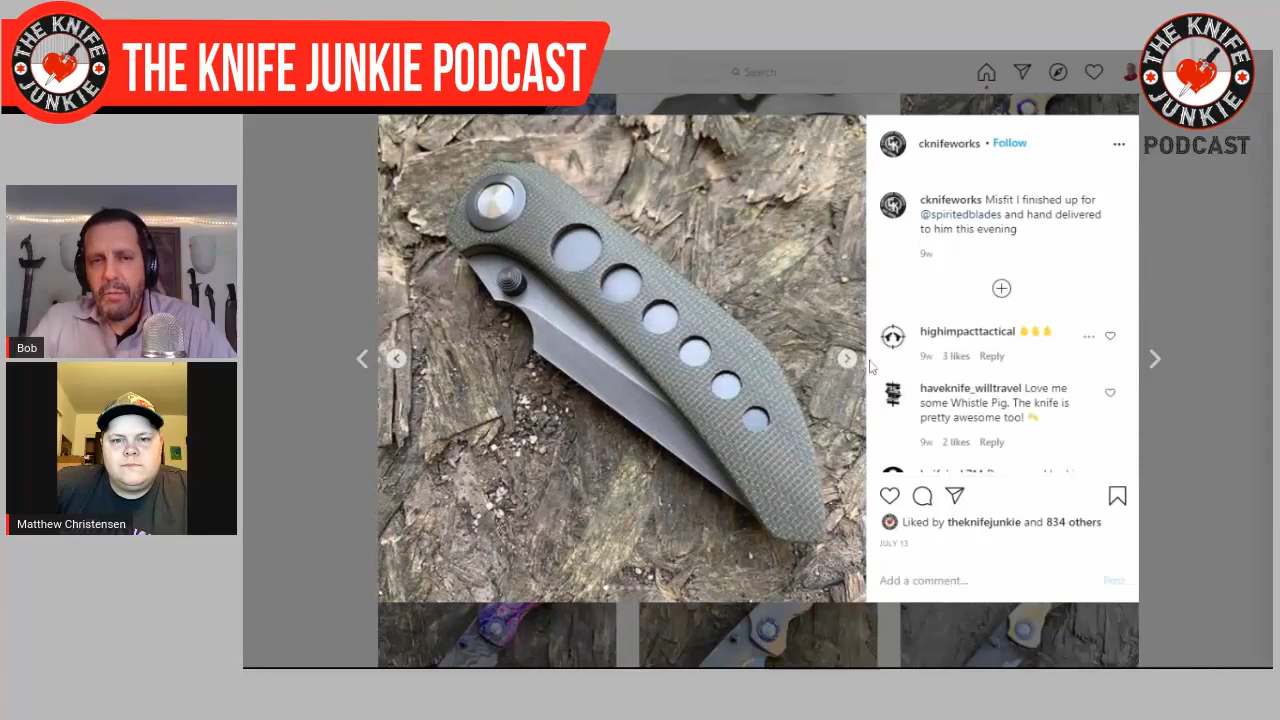 THE KNIFE JUNKIE
THE KNIFE JUNKIE PODCAST
THE KNIFE JUNKIE
PODCAST
Search
cknifeworks • Follow
cknifeworks Misfit I finished up for
@spiritedblades and hand delivered
to him this evening
9w
highimpacttactical
9w 3 likes Reply
haveknife_willtravel Love me
some Whistle Pig. The knife is
pretty awesome too!
9w 2 likes Reply
Liked by theknifejunkie and 834 others
JULY 13
Add a comment...
Post
Bob
Matthew Christensen